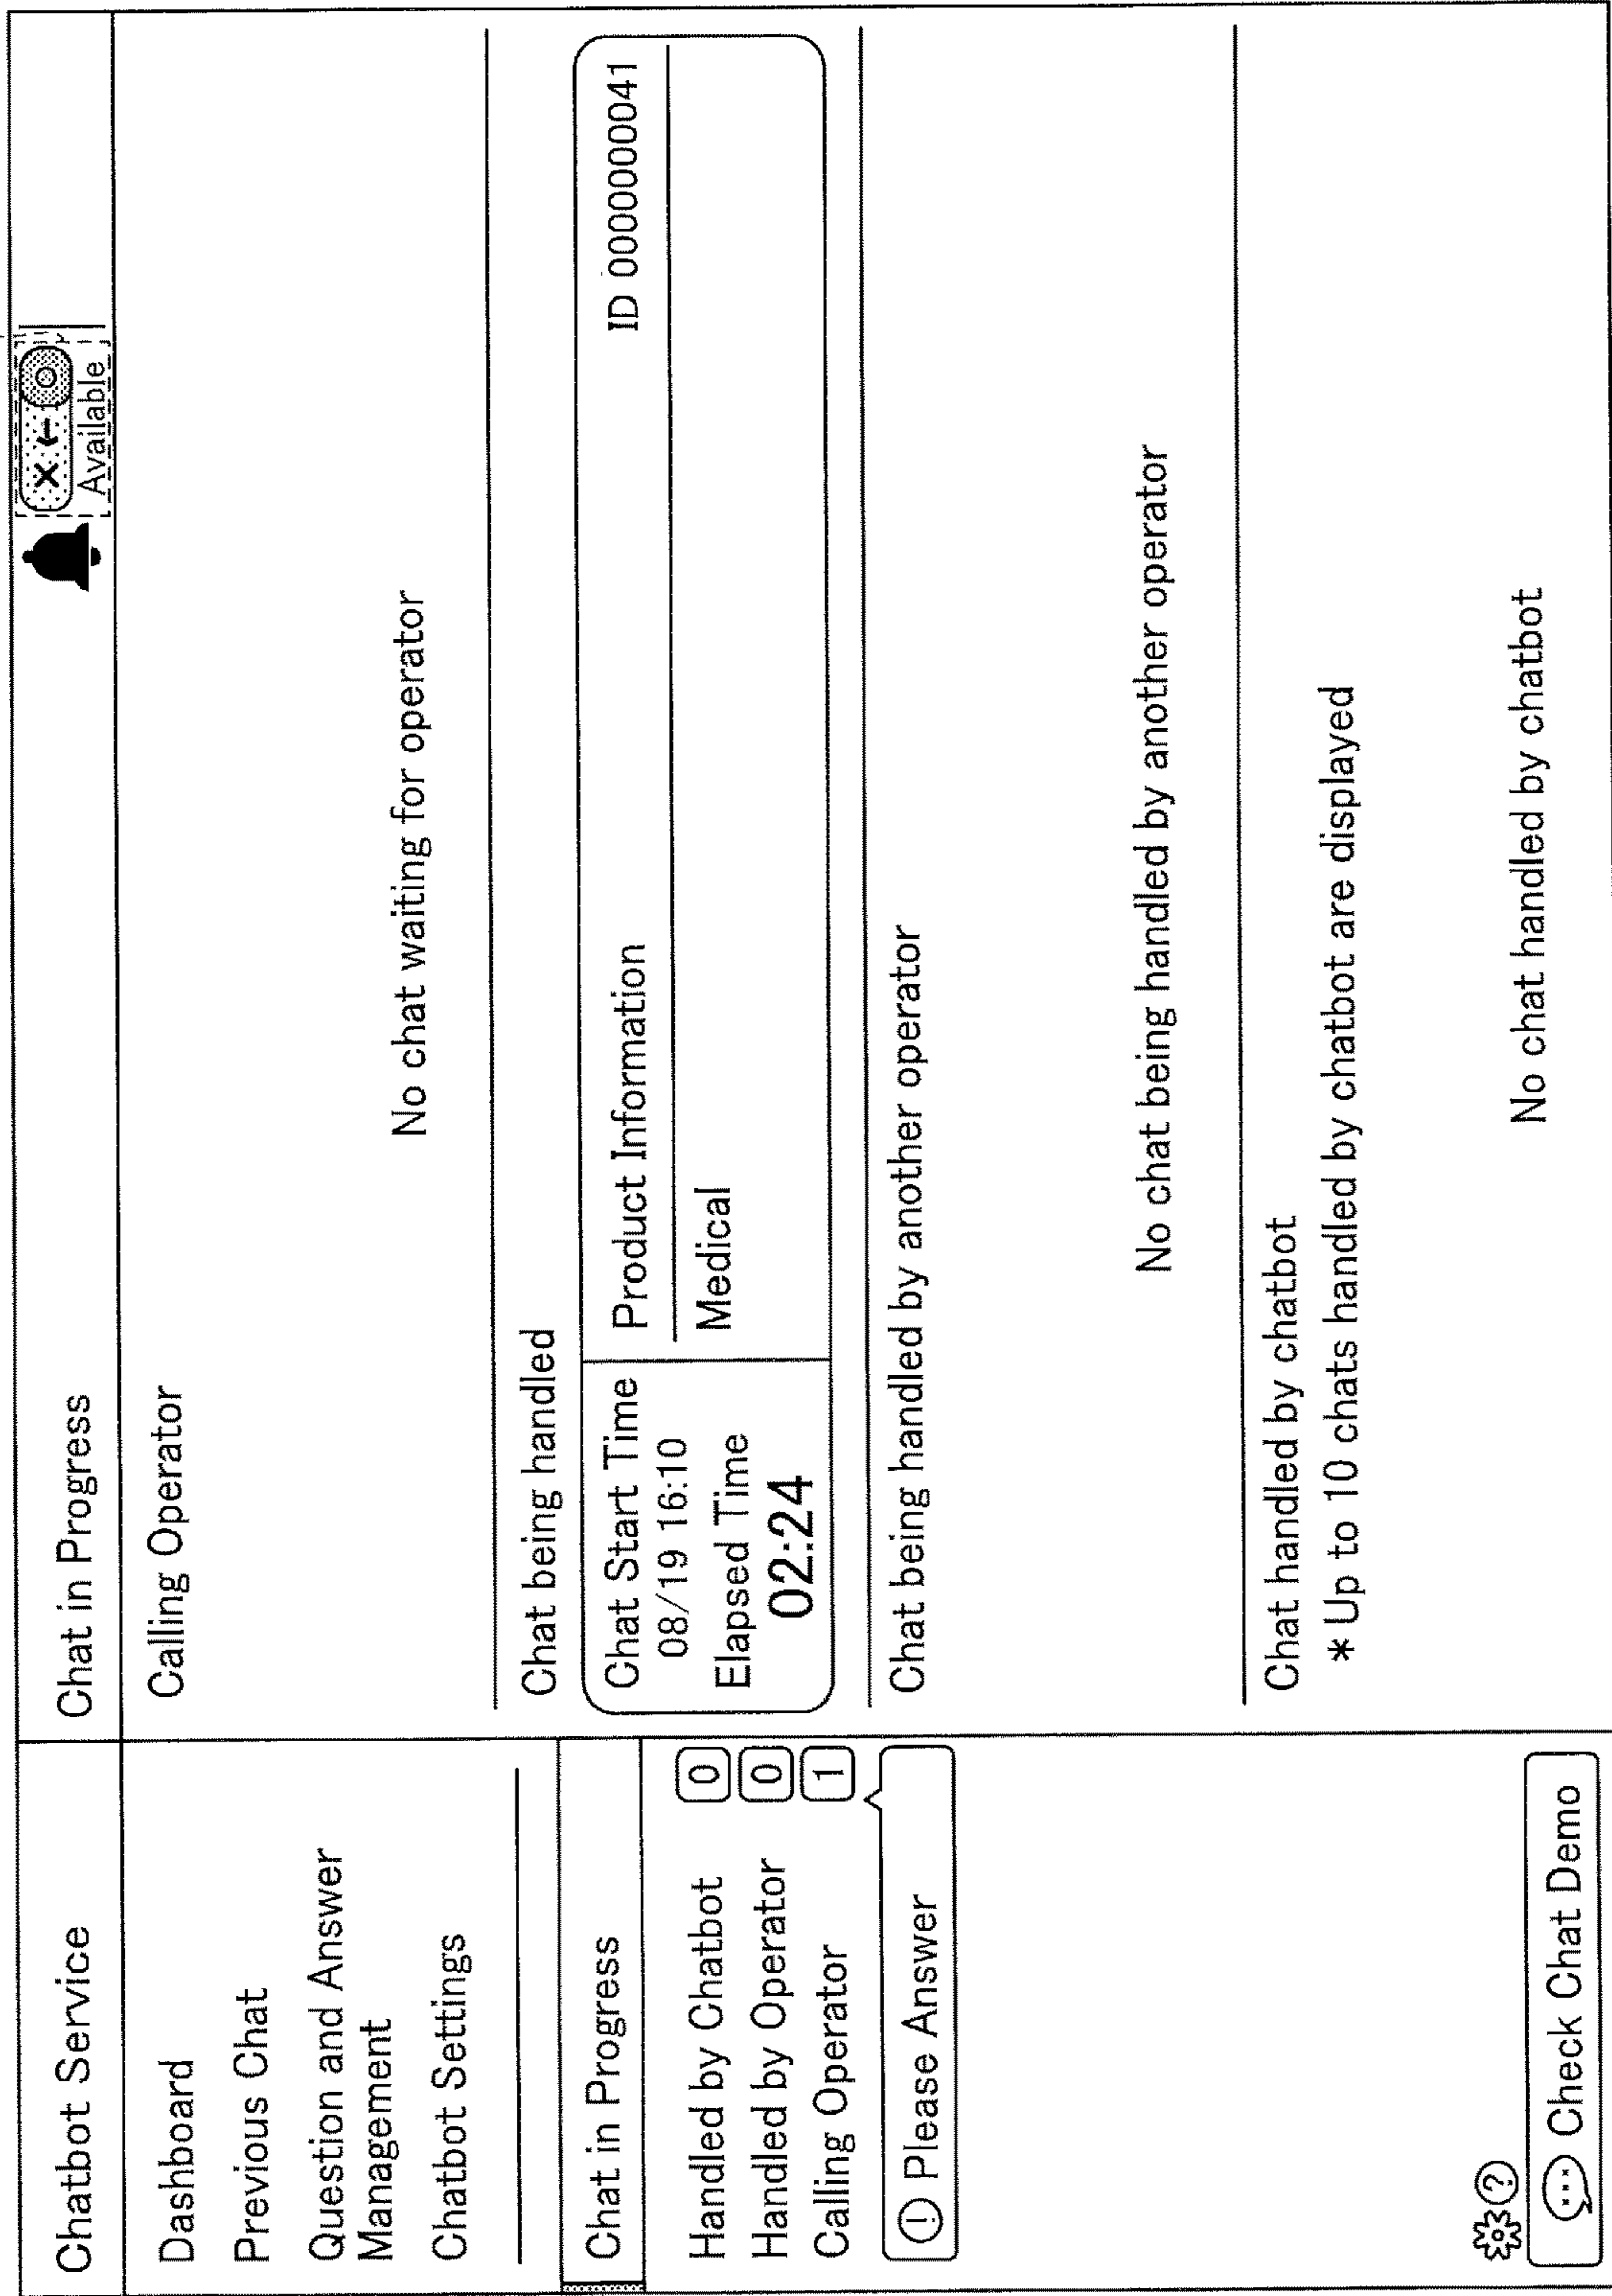 Chatbot Service
Dashboard
Previous Chat
Question and Answer
Management
Chatbot Settings
Chat in Progress
Handled by Chatbot 0
Handled by Operator 0
Calling Operator 1
! Please Answer
?
Check Chat Demo
Chat in Progress
Available
Calling Operator
No chat waiting for operator
Chat being handled
Chat Start Time
08/19 16:10
Elapsed Time
02:24
Product Information ID 000000041
Medical
Chat being handled by another operator
No chat being handled by another operator
Chat handled by chatbot
* Up to 10 chats handled by chatbot are displayed
No chat handled by chatbot